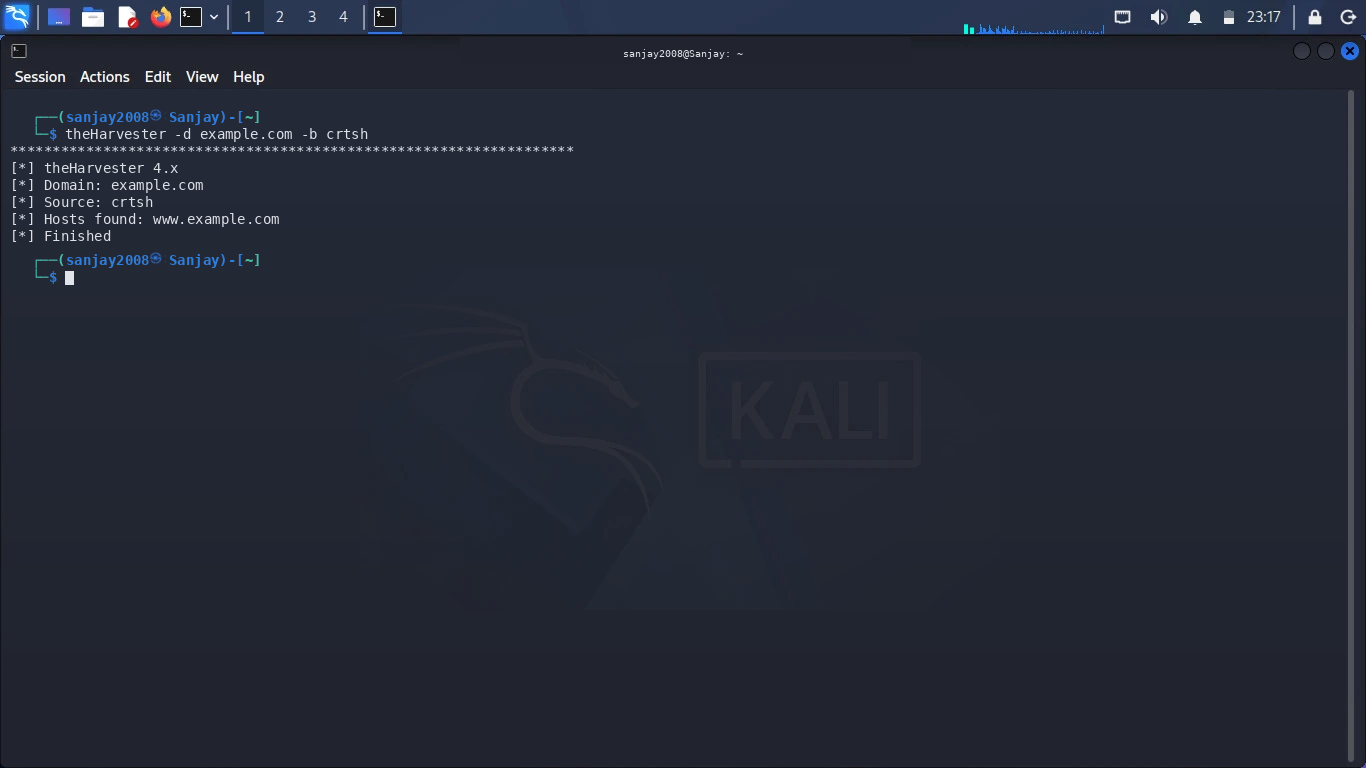 1 2 3 4 23:17
sanjay2008@Sanjay: ~
Session Actions Edit View Help
┌──(sanjay2008㉿ Sanjay)-[~]
└─$ theHarvester -d example.com -b crtsh
*******************************************************************
[*] theHarvester 4.x
[*] Domain: example.com
[*] Source: crtsh
[*] Hosts found: www.example.com
[*] Finished
┌──(sanjay2008㉿ Sanjay)-[~]
└─$
KALI